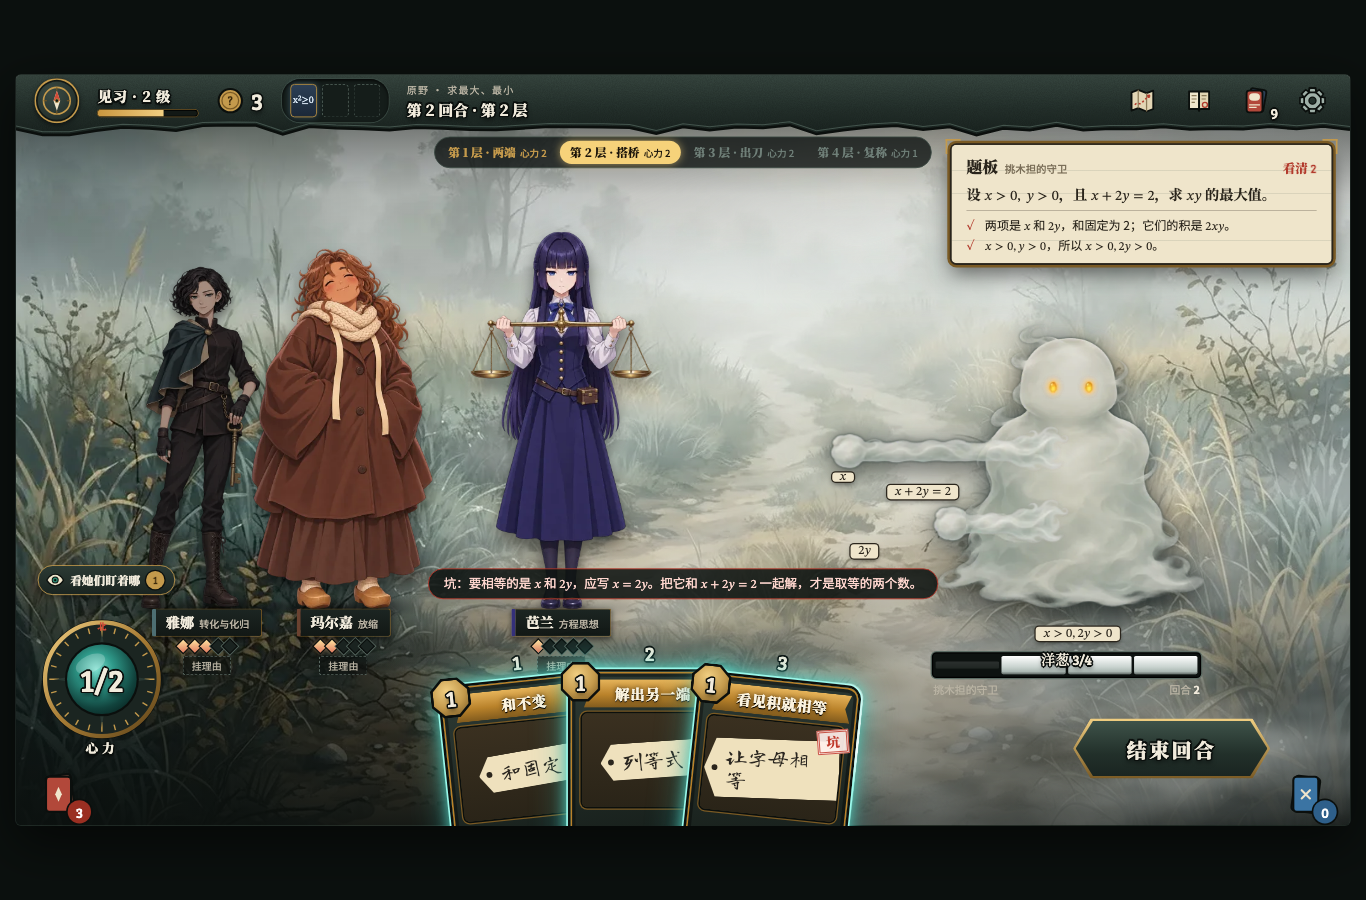 见习·2级
3
x²≥0
原野 · 求最大、最小
第2回合·第2层
9
第1层·两端 心力2
第2层·搭桥 心力2
第3层·出刀 心力2
第4层·复称 心力1
题板 挑木担的守卫 看清2
设 x > 0, y > 0，且 x + 2y = 2，求 xy 的最大值。
✓ 两项是 x 和 2y，和固定为 2；它们的积是 2xy。
✓ x > 0, y > 0，所以 x > 0, 2y > 0。
x
x + 2y = 2
2y
坑：要相等的是 x 和 2y，应写 x = 2y。把它和 x + 2y = 2 一起解，才是取等的两个数。
看她们盯着哪 1
雅娜 转化与化归
挂理由
玛尔嘉 放缩
挂理由
芭兰 方程思想
x > 0, 2y > 0
洋葱 3/4
挑木担的守卫
回合2
1/2
心力
1
2
3
1
和不变
和固定
1
解出另一端
列等式
1
看见积就相等
坑
让字母相等
结束回合
3
0